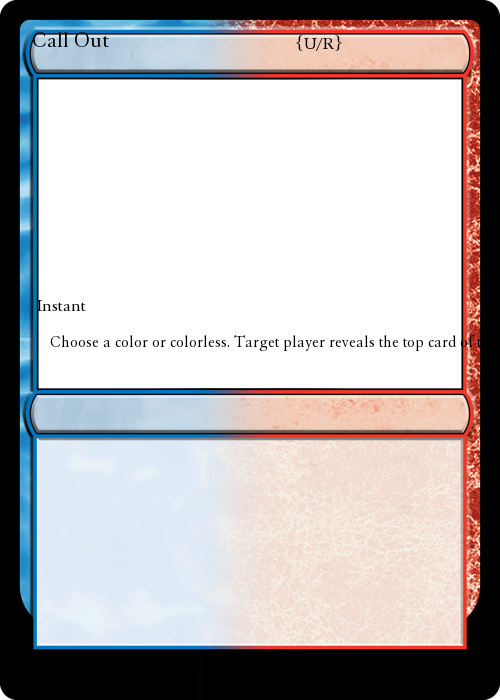 Call Out
{U/R}
Instant
Choose a color or colorless. Target player reveals the top card of